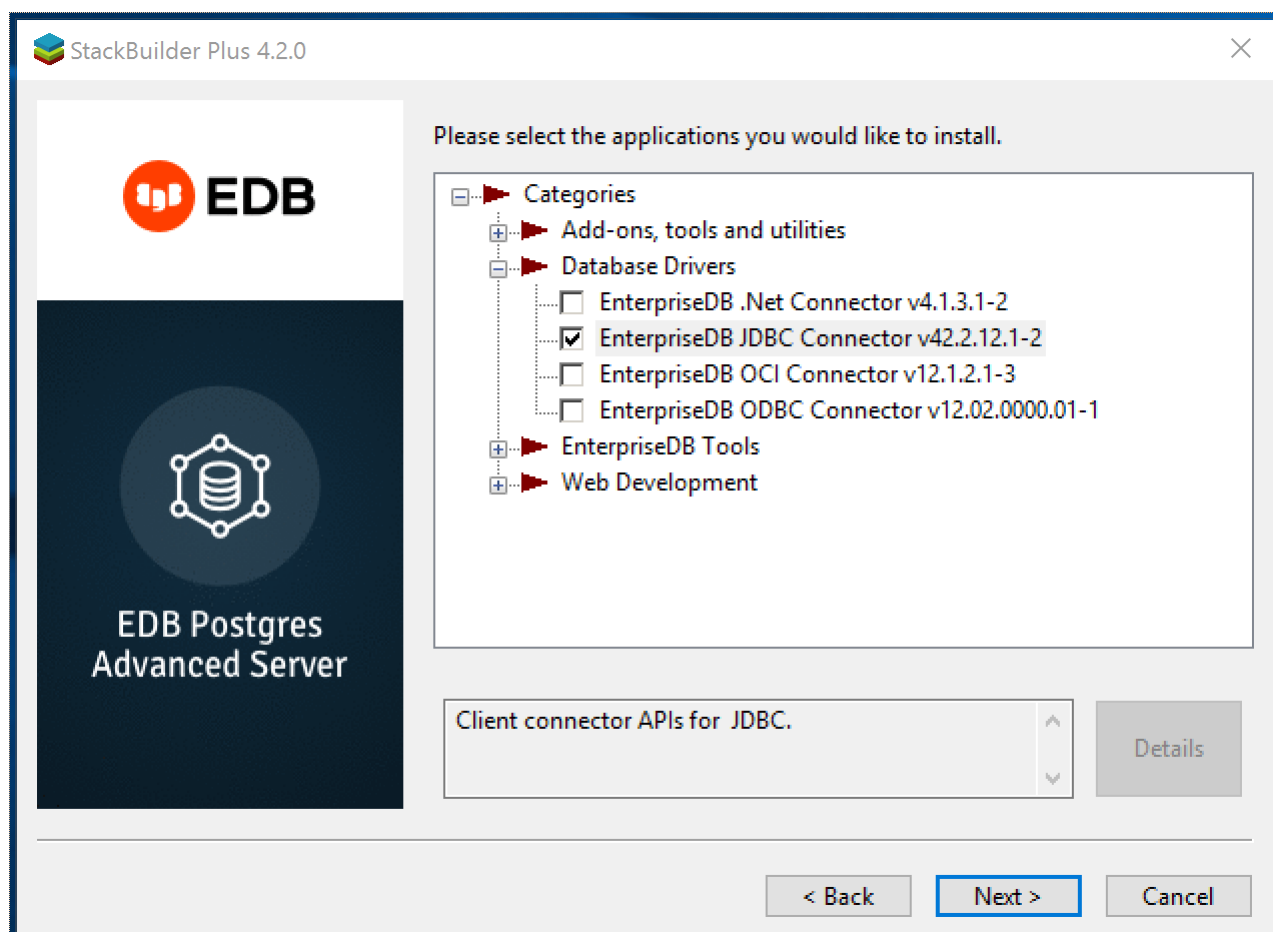 StackBuilder Plus 4.2.0
EDB
EDB Postgres
Advanced Server
Please select the applications you would like to install.
Categories
Add-ons, tools and utilities
Database Drivers
EnterpriseDB .Net Connector v4.1.3.1-2
EnterpriseDB JDBC Connector v42.2.12.1-2
EnterpriseDB OCI Connector v12.1.2.1-3
EnterpriseDB ODBC Connector v12.02.0000.01-1
EnterpriseDB Tools
Web Development
Client connector APIs for  JDBC.
Details
< Back
Next >
Cancel